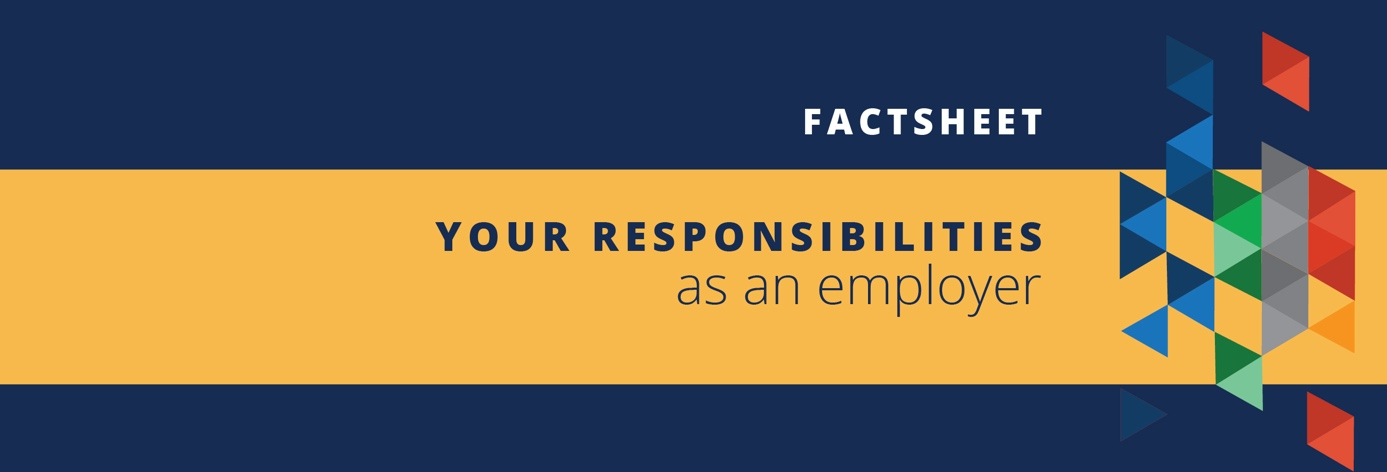 FACTSHEET
YOUR RESPONSIBILITIES
as an employer